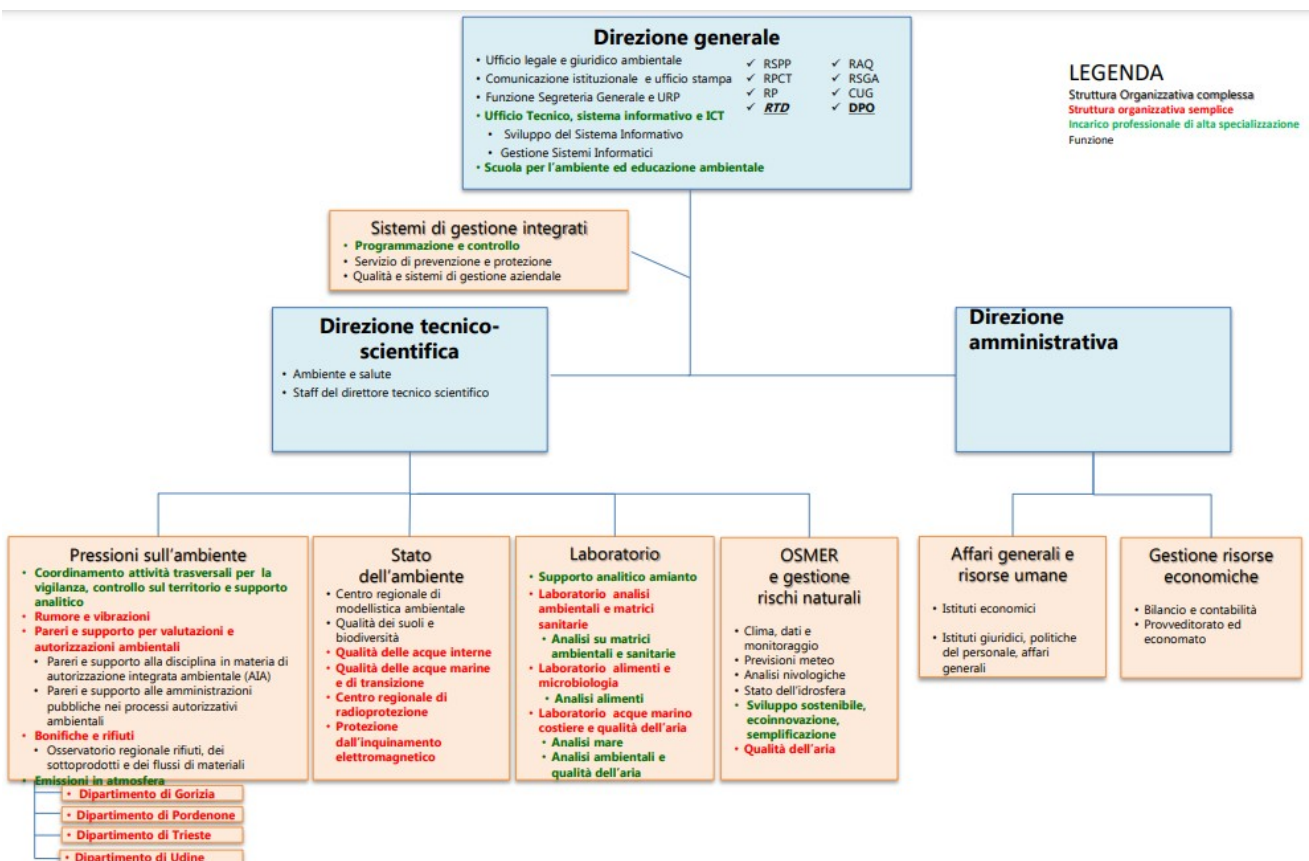 Direzione generale
• Ufficio legale e giuridico ambientale
• Comunicazione istituzionale e ufficio stampa
• Funzione Segreteria Generale e URP
• Ufficio Tecnico, sistema informativo e ICT
• Sviluppo del Sistema Informativo
• Gestione Sistemi Informatici
• Scuola per l'ambiente ed educazione ambientale
✓ RSPP
✓ RPCT
✓ RP
✓ RTD
✓ RAQ
✓ RSGA
✓ CUG
✓ DPO
LEGENDA
Struttura Organizzativa complessa
Struttura organizzativa semplice
Incarico professionale di alta specializzazione
Funzione
Sistemi di gestione integrati
• Programmazione e controllo
• Servizio di prevenzione e protezione
• Qualità e sistemi di gestione aziendale
Direzione tecnico-
scientifica
• Ambiente e salute
• Staff del direttore tecnico scientifico
Direzione
amministrativa
Pressioni sull'ambiente
• Coordinamento attività trasversali per la
vigilanza, controllo sul territorio e supporto
analitico
• Rumore e vibrazioni
• Pareri e supporto per valutazioni e
autorizzazioni ambientali
• Pareri e supporto alla disciplina in materia di
autorizzazione integrata ambientale (AIA)
• Pareri e supporto alle amministrazioni
pubbliche nei processi autorizzativi
ambientali
• Bonifiche e rifiuti
• Osservatorio regionale rifiuti, dei
sottoprodotti e dei flussi di materiali
• Emissioni in atmosfera
• Dipartimento di Gorizia
• Dipartimento di Pordenone
• Dipartimento di Trieste
• Dipartimento di Udine
Stato
dell'ambiente
• Centro regionale di
modellistica ambientale
• Qualità dei suoli e
biodiversità
• Qualità delle acque interne
• Qualità delle acque marine
e di transizione
• Centro regionale di
radioprotezione
• Protezione
dall'inquinamento
elettromagnetico
Laboratorio
• Supporto analitico amianto
• Laboratorio analisi
ambientali e matrici
sanitarie
• Analisi su matrici
ambientali e sanitarie
• Laboratorio alimenti e
microbiologia
• Analisi alimenti
• Laboratorio acque marino
costiere e qualità dell'aria
• Analisi mare
• Analisi ambientali e
qualità dell'aria
OSMER
e gestione
rischi naturali
• Clima, dati e
monitoraggio
• Previsioni meteo
• Analisi nivologiche
• Stato dell'idrosfera
• Sviluppo sostenibile,
ecoinnovazione,
semplificazione
• Qualità dell'aria
Affari generali e
risorse umane
• Istituti economici
• Istituti giuridici, politiche
del personale, affari
generali
Gestione risorse
economiche
• Bilancio e contabilità
• Provveditorato ed
economato